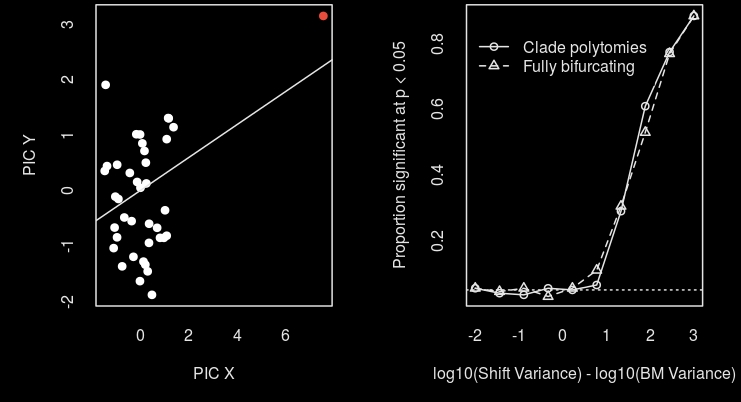 PIC Y
3
2
1
0
-1
-2
0 2 4 6
PIC X
Proportion significant at p < 0.05
0.8
0.6
0.4
0.2
Clade polytomies
Fully bifurcating
-2 -1 0 1 2 3
log10(Shift Variance) - log10(BM Variance)